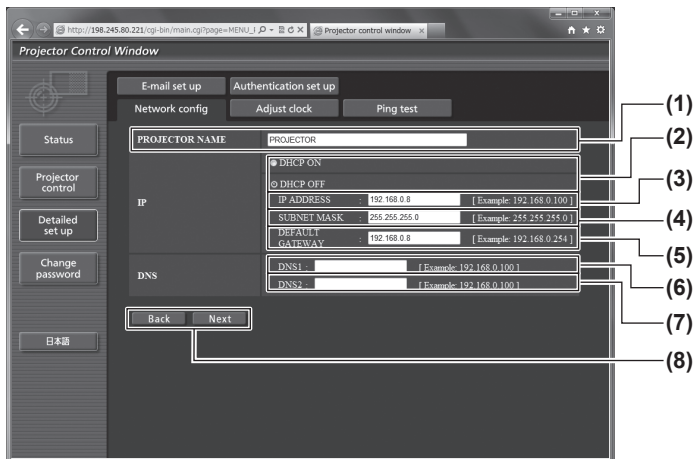 http://198.245.80.221/cgi-bin/main.cgi?page=MENU_
Projector control window
Projector Control Window
E-mail set up
Authentication set up
Network config
Adjust clock
Ping test
Status
Projector control
Detailed set up
Change password
日本語
PROJECTOR NAME
PROJECTOR
IP
DHCP ON
DHCP OFF
IP ADDRESS : 192.168.0.8 [ Example: 192.168.0.100 ]
SUBNET MASK : 255.255.255.0 [ Example: 255.255.255.0 ]
DEFAULT GATEWAY : 192.168.0.8 [ Example: 192.168.0.254 ]
DNS
DNS1 : [ Example: 192.168.0.100 ]
DNS2 : [ Example: 192.168.0.100 ]
Back
Next
(1)
(2)
(3)
(4)
(5)
(6)
(7)
(8)